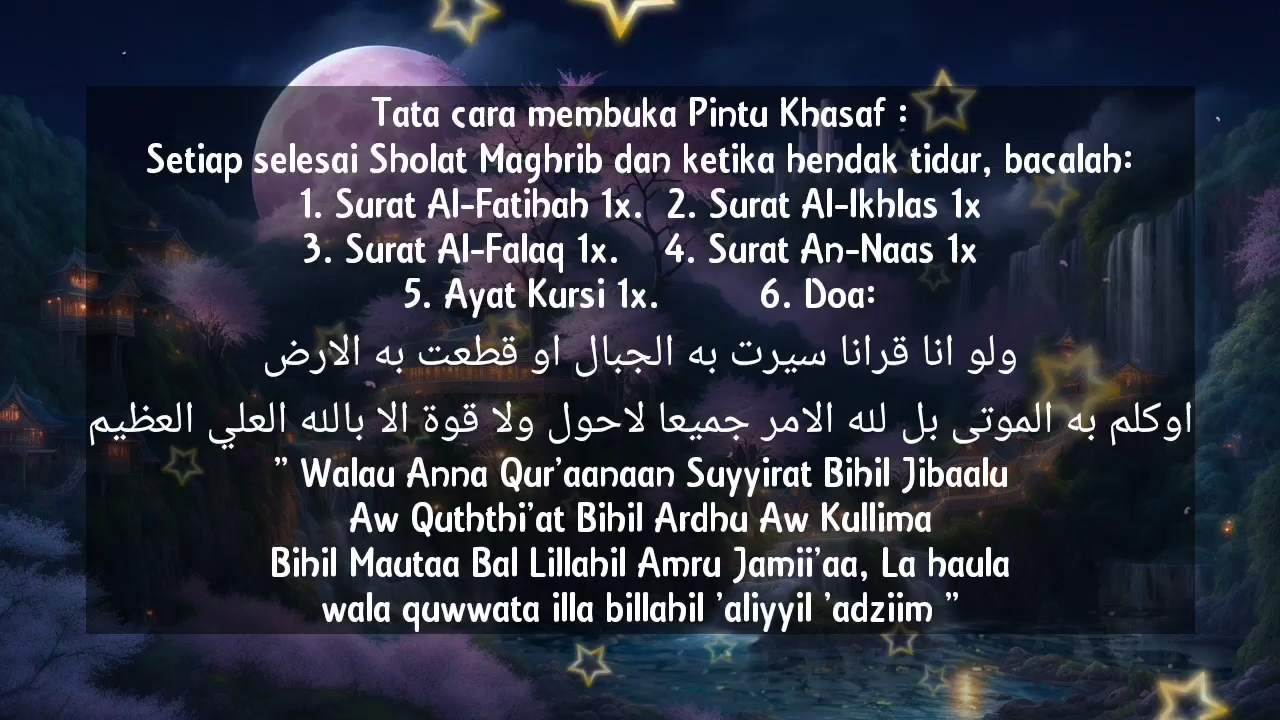 Tata cara membuka Pintu Khasaf :
Setiap selesai Sholat Maghrib dan ketika hendak tidur, bacalah:
1. Surat Al-Fatihah 1x. 2. Surat Al-Ikhlas 1x
3. Surat Al-Falaq 1x. 4. Surat An-Naas 1x
5. Ayat Kursi 1x. 6. Doa:
ولو انا قرانا سيرت به الجبال او قطعت به الارض
اوكلم به الموتى بل لله الامر جميعا لاحول ولا قوة الا بالله العلي العظيم
" Walau Anna Qur'aanaan Suyyirat Bihil Jibaalu
Aw Quththi'at Bihil Ardhu Aw Kullima
Bihil Mautaa Bal Lillahil Amru Jamii'aa, La haula
wala quwwata illa billahil 'aliyyil 'adziim "